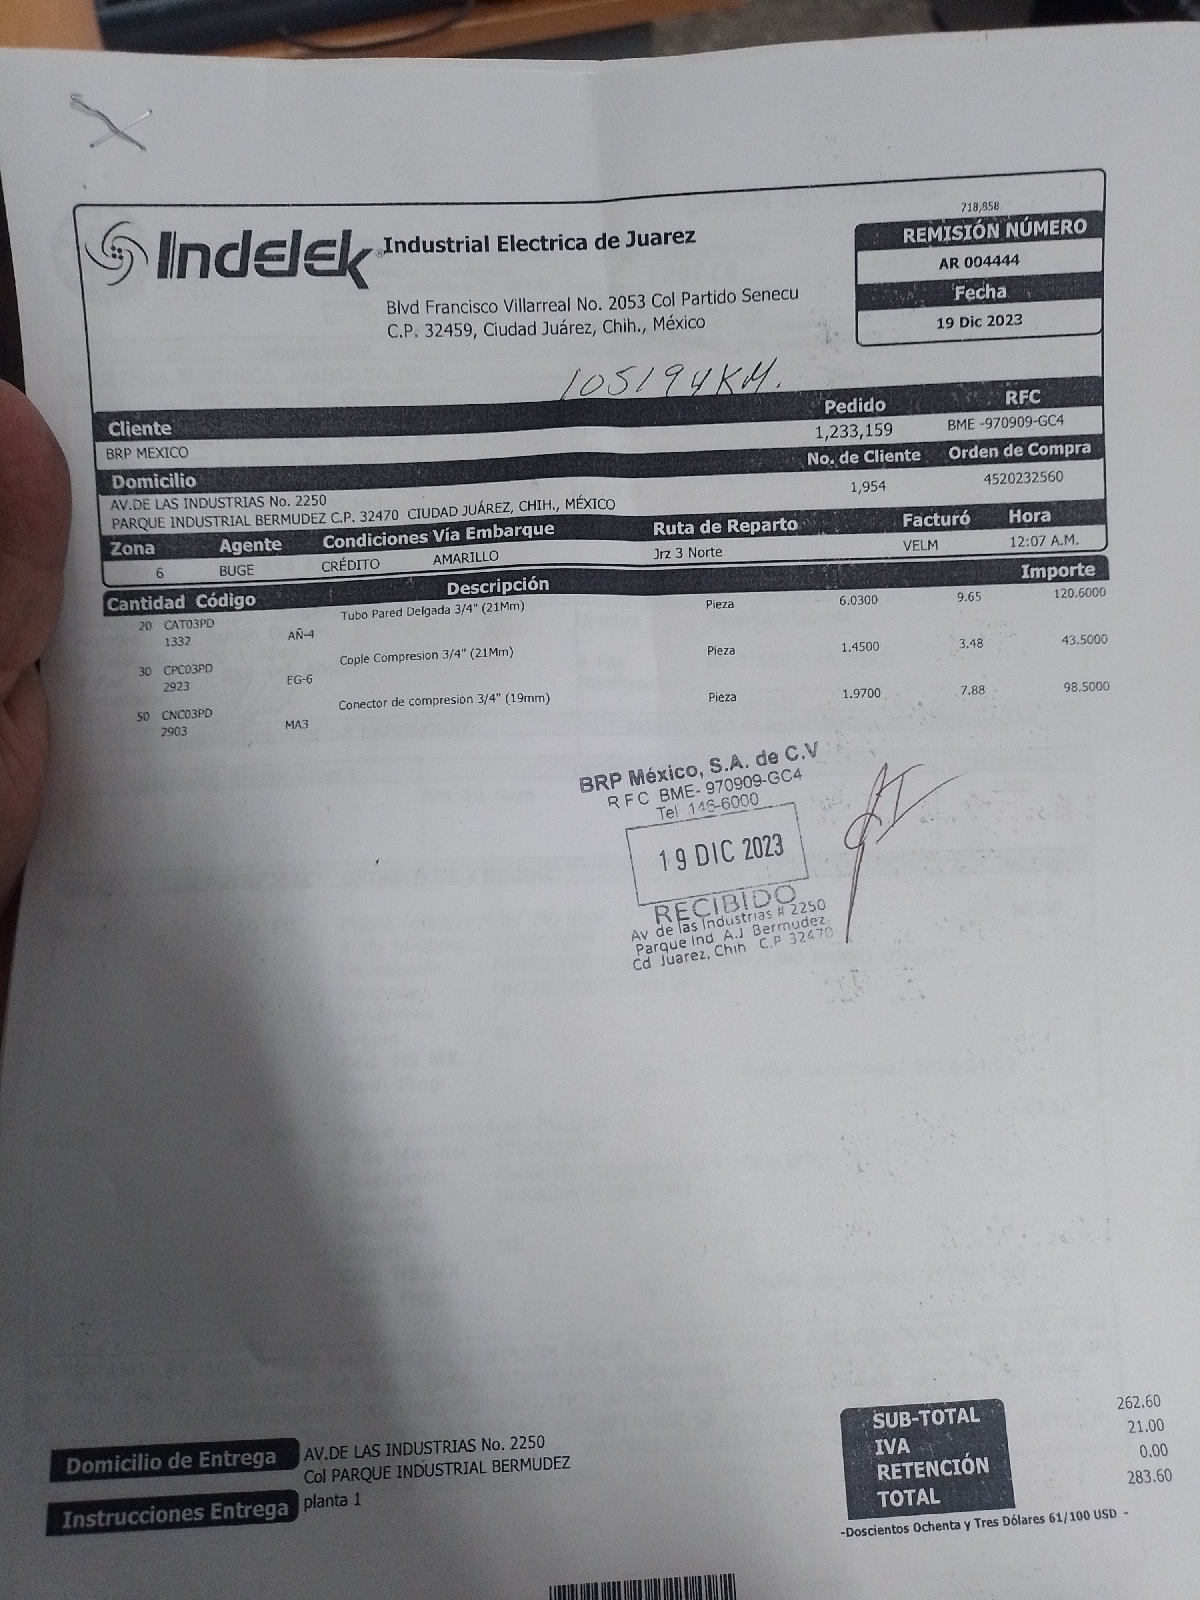 718,858
Indelek Industrial Electrica de Juarez
REMISIÓN NÚMERO
AR 004444
Fecha
19 Dic 2023
Blvd Francisco Villarreal No. 2053 Col Partido Senecu
C.P. 32459, Ciudad Juárez, Chih., México
105194KM.
Cliente Pedido RFC
BRP MEXICO 1,233,159 BME -970909-GC4
Domicilio No. de Cliente Orden de Compra
AV.DE LAS INDUSTRIAS No. 2250 1,954 4520232560
PARQUE INDUSTRIAL BERMUDEZ C.P. 32470 CIUDAD JUÁREZ, CHIH., MÉXICO
Zona Agente Condiciones Vía Embarque Ruta de Reparto Facturó Hora
6 BUGE CRÉDITO AMARILLO Jrz 3 Norte VELM 12:07 A.M.
Cantidad Código Descripción Importe
20 CAT03PD Tubo Pared Delgada 3/4" (21Mm) Pieza 6.0300 9.65 120.6000
1332 AÑ-4
30 CPC03PD Cople Compresion 3/4" (21Mm) Pieza 1.4500 3.48 43.5000
2923 EG-6
50 CNC03PD Conector de compresion 3/4" (19mm) Pieza 1.9700 7.88 98.5000
2903 MA3
BRP México, S.A. de C.V
R F C BME- 970909-GC4
Tel 146-6000
19 DIC 2023
RECIBIDO
Av de las Industrias # 2250
Parque Ind A.J Bermudez
Cd Juarez, Chih C.P 32470
SUB-TOTAL 262.60
IVA 21.00
RETENCIÓN 0.00
TOTAL 283.60
-Doscientos Ochenta y Tres Dólares 61/100 USD -
Domicilio de Entrega AV.DE LAS INDUSTRIAS No. 2250
Col PARQUE INDUSTRIAL BERMUDEZ
Instrucciones Entrega planta 1